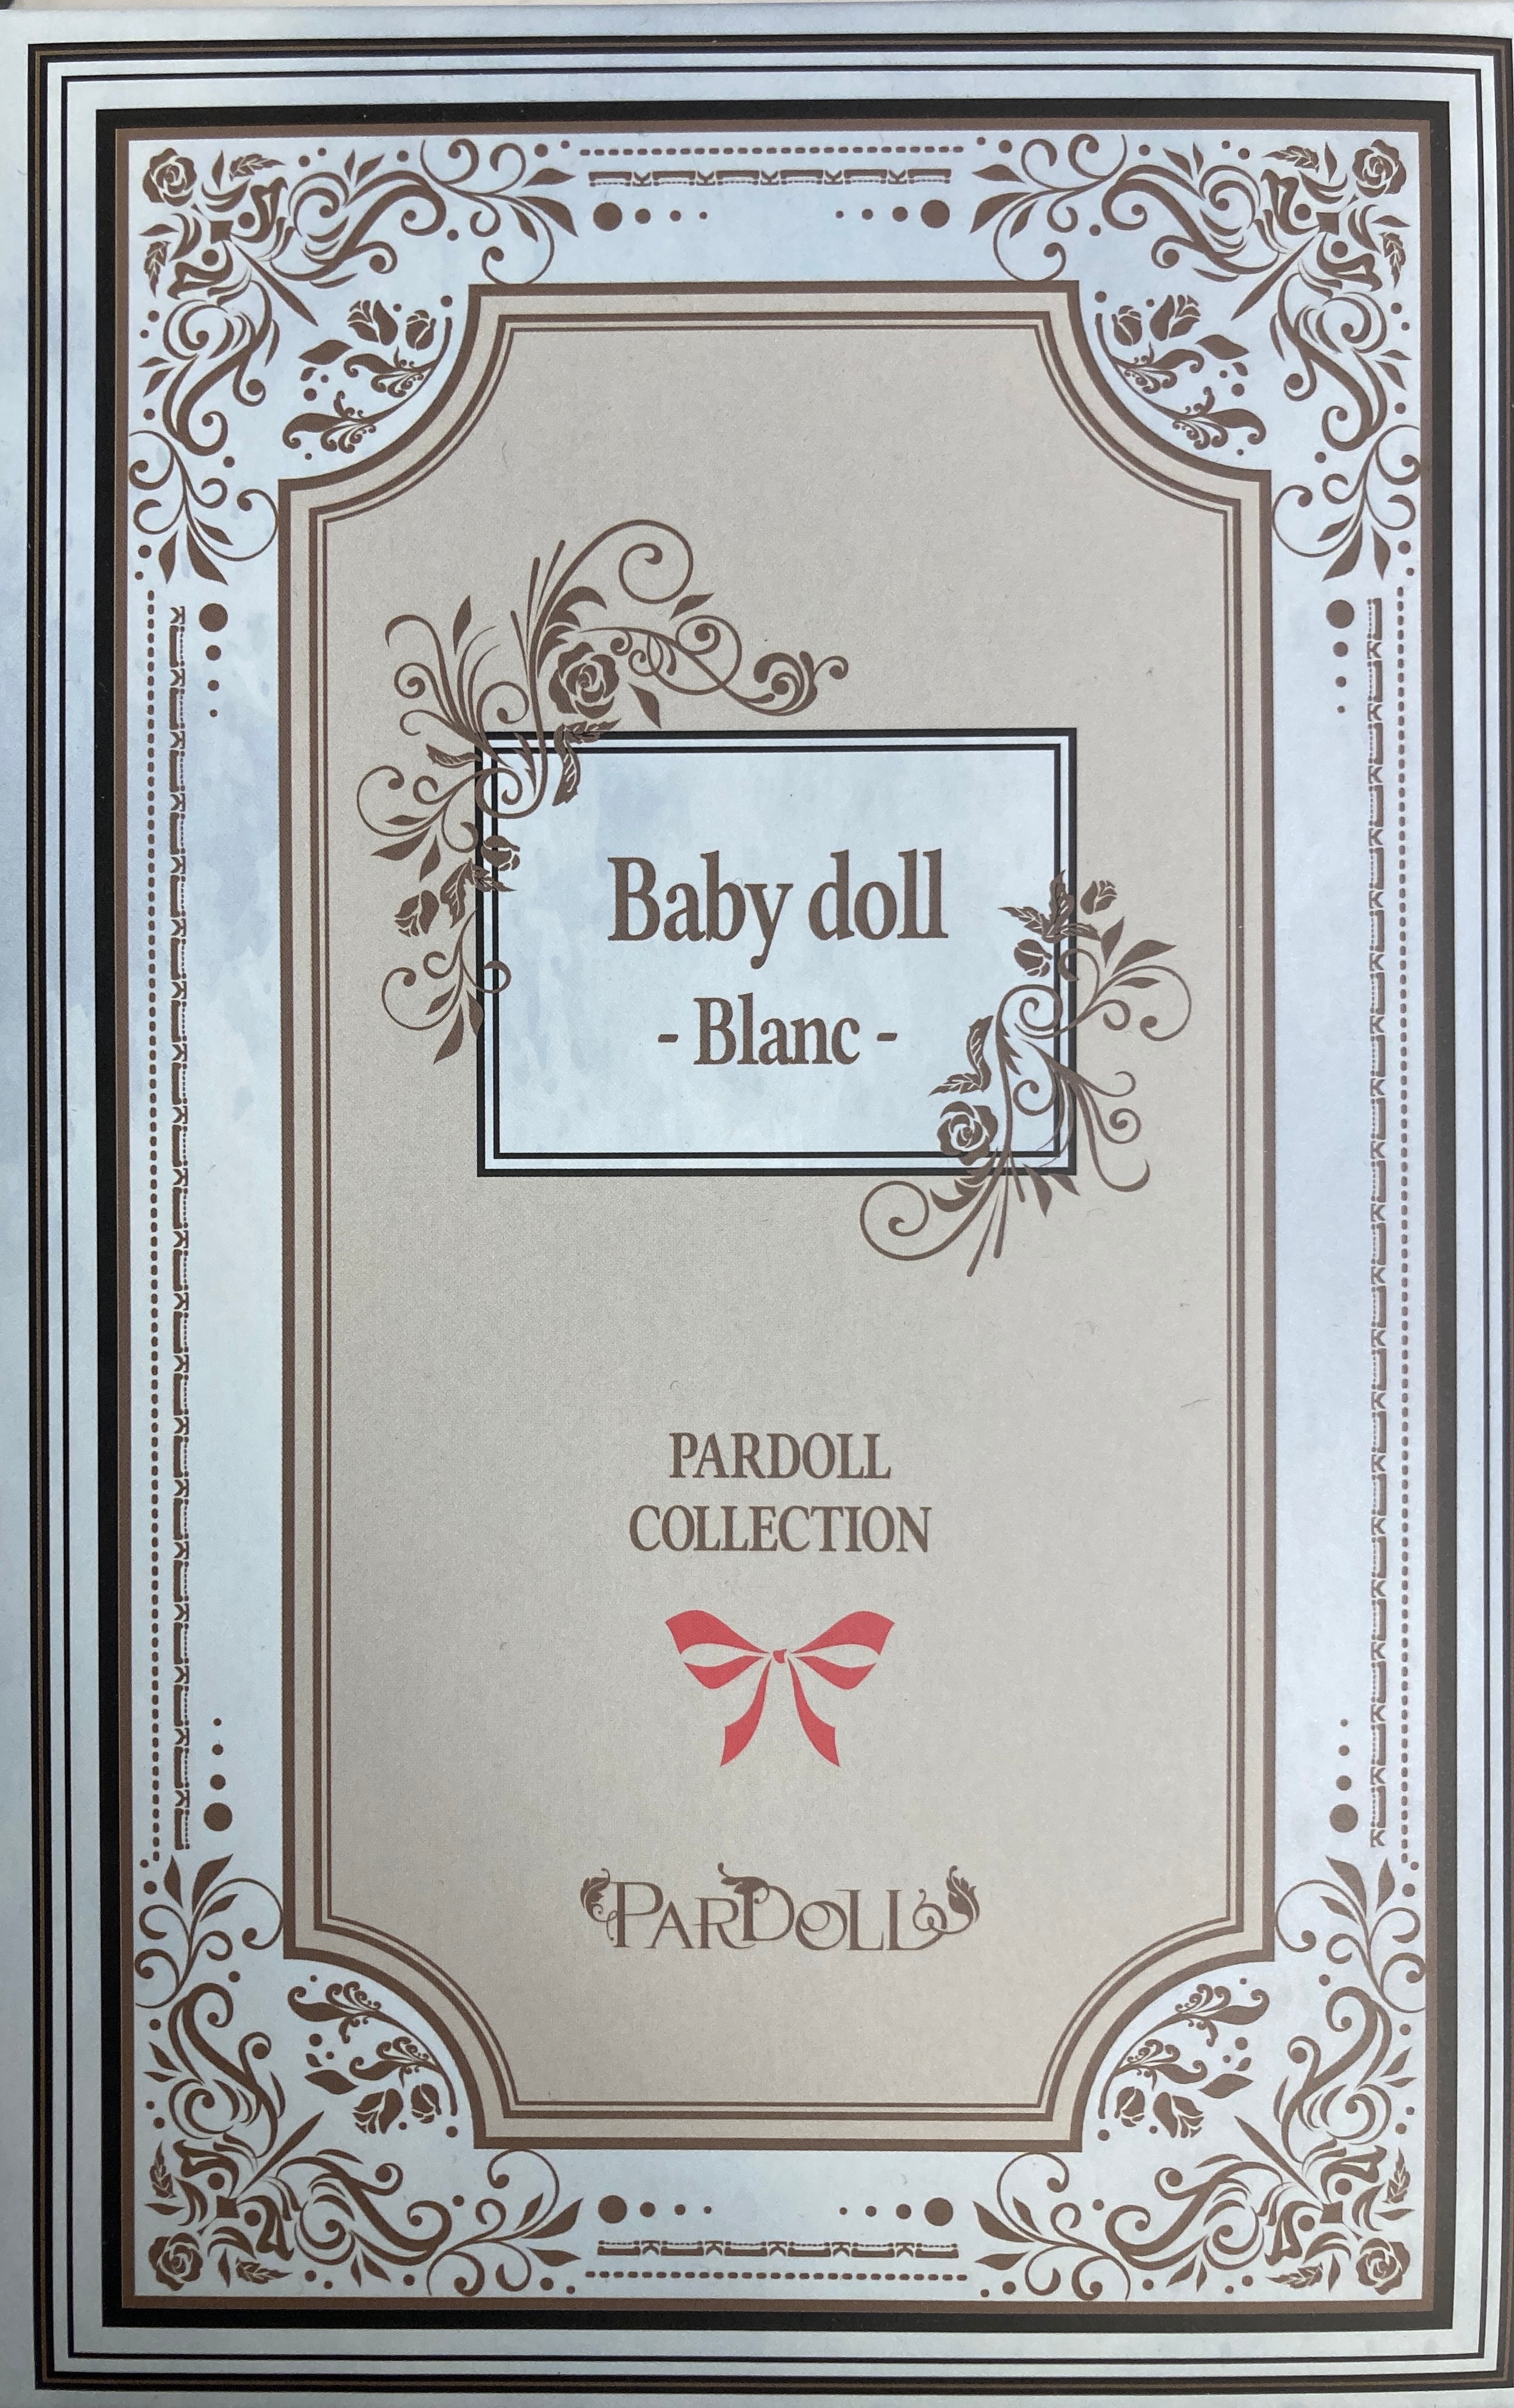 Baby doll
- Blanc -
PARDOLL
COLLECTION
PARDOLL